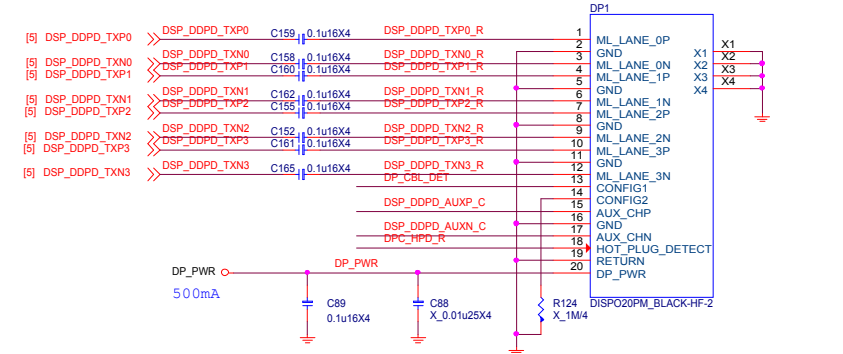 DP1
[5] DSP_DDPD_TXP0 DSP_DDPD_TXP0 C159 0.1u16X4 DSP_DDPD_TXP0_R 1 ML_LANE_0P
2 GND X1 X1
[5] DSP_DDPD_TXN0 DSP_DDPD_TXN0 C158 0.1u16X4 DSP_DDPD_TXN0_R 3 ML_LANE_0N X2 X2
[5] DSP_DDPD_TXP1 DSP_DDPD_TXP1 C160 0.1u16X4 DSP_DDPD_TXP1_R 4 ML_LANE_1P X3 X3
5 GND X4 X4
[5] DSP_DDPD_TXN1 DSP_DDPD_TXN1 C162 0.1u16X4 DSP_DDPD_TXN1_R 6 ML_LANE_1N
[5] DSP_DDPD_TXP2 DSP_DDPD_TXP2 C155 0.1u16X4 DSP_DDPD_TXP2_R 7 ML_LANE_2P
8 GND
[5] DSP_DDPD_TXN2 DSP_DDPD_TXN2 C152 0.1u16X4 DSP_DDPD_TXN2_R 9 ML_LANE_2N
[5] DSP_DDPD_TXP3 DSP_DDPD_TXP3 C161 0.1u16X4 DSP_DDPD_TXP3_R 10 ML_LANE_3P
11 GND
[5] DSP_DDPD_TXN3 DSP_DDPD_TXN3 C165 0.1u16X4 DSP_DDPD_TXN3_R 12 ML_LANE_3N
DP_CBL_DET 13 CONFIG1
14 CONFIG2
DSP_DDPD_AUXP_C 15 AUX_CHP
16 GND
DSP_DDPD_AUXN_C 17 AUX_CHN
DPC_HPD_R 18 HOT_PLUG_DETECT
19 RETURN
DP_PWR DP_PWR 20 DP_PWR
500mA
C89 C88 R124 DISPO20PM_BLACK-HF-2
0.1u16X4 X_0.01u25X4 X_1M/4